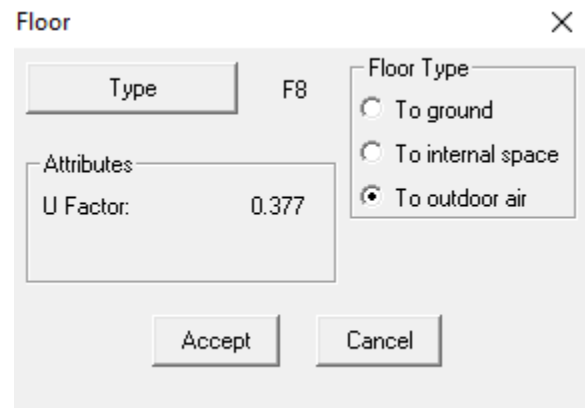 Floor
Type
F8
Floor Type
To ground
To internal space
To outdoor air
Attributes
U Factor: 0.377
Accept
Cancel